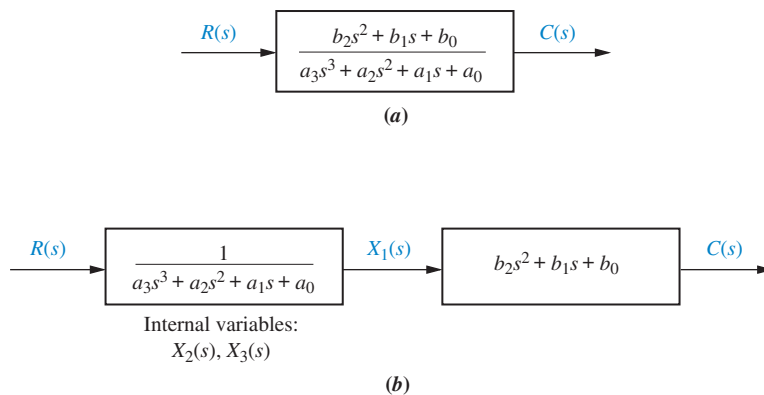 R(s)
b₂s² + b₁s + b₀
C(s)
a₃s³ + a₂s² + a₁s + a₀
(a)
R(s)
1
X₁(s)
b₂s² + b₁s + b₀
C(s)
a₃s³ + a₂s² + a₁s + a₀
Internal variables:
X₂(s), X₃(s)
(b)